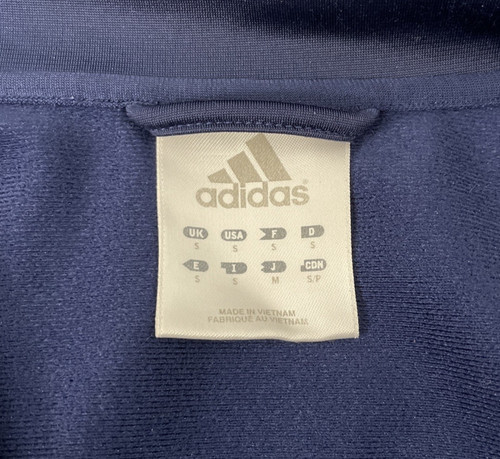 adidas
UK USA F D
S S S S
E I J CDN
S S M S/P
MADE IN VIETNAM
FABRIQUÉ AU VIETNAM